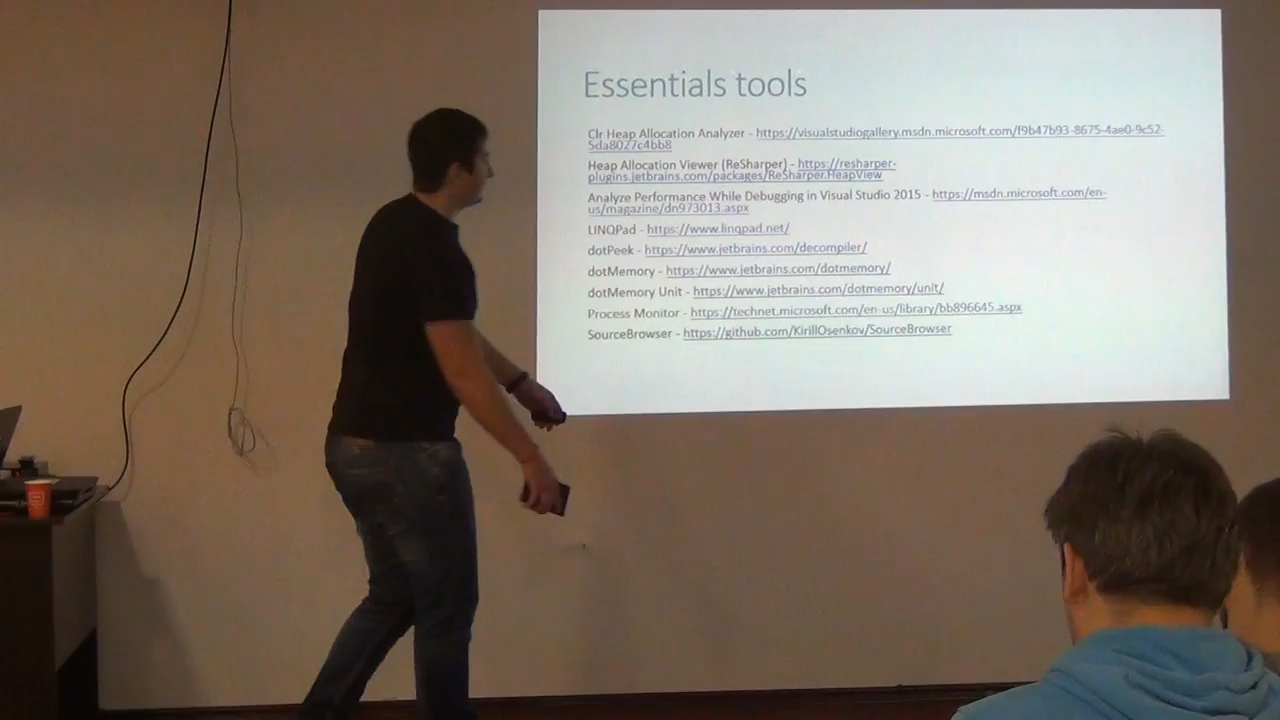 Essentials tools
Clr Heap Allocation Analyzer - https://visualstudiogallery.msdn.microsoft.com/f9b47b93-8675-4ae0-9c52-
5da8027c4bb8
Heap Allocation Viewer (ReSharper) - https://resharper-
plugins.jetbrains.com/packages/ReSharper.HeapView
Analyze Performance While Debugging in Visual Studio 2015 - https://msdn.microsoft.com/en-
us/magazine/dn973013.aspx
LINQPad - https://www.linqpad.net/
dotPeek - https://www.jetbrains.com/decompiler/
dotMemory - https://www.jetbrains.com/dotmemory/
dotMemory Unit - https://www.jetbrains.com/dotmemory/unit/
Process Monitor - https://technet.microsoft.com/en-us/library/bb896645.aspx
SourceBrowser - https://github.com/KirillOsenkov/SourceBrowser